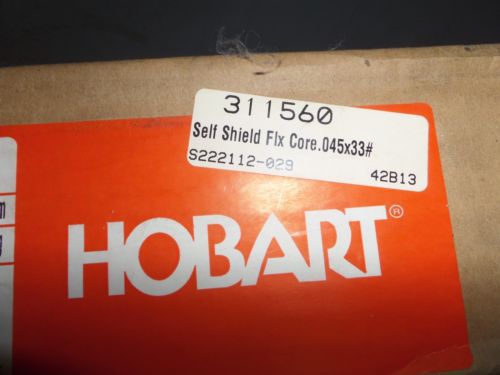 311560
Self Shield Flx Core.045x33#
S222112-029
42B13
HOBART®
m
g